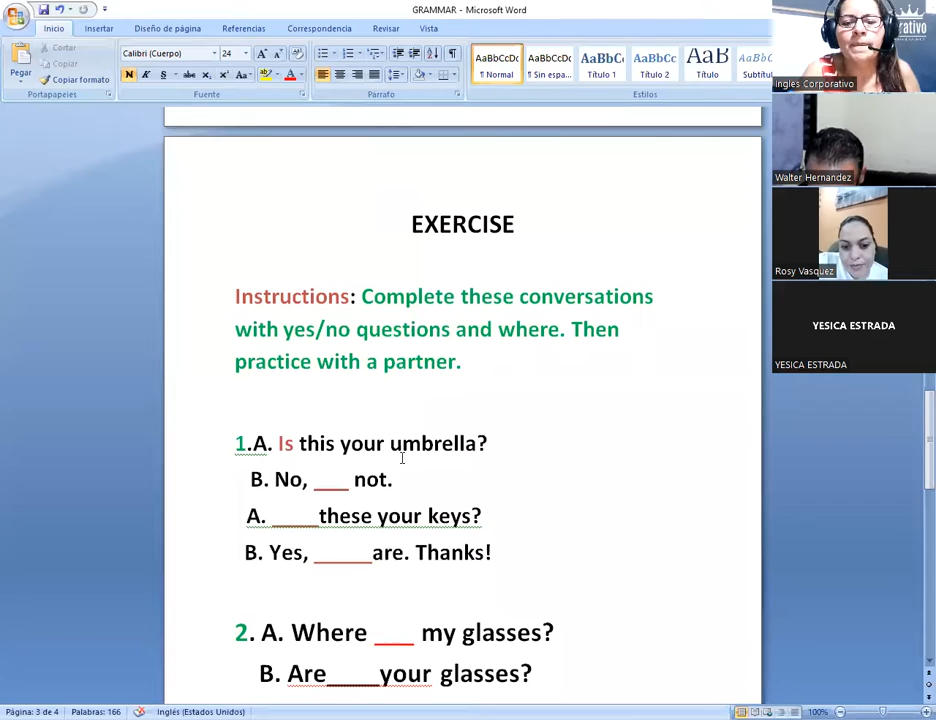 GRAMMAR - Microsoft Word
Inicio Insertar Diseño de página Referencias Correspondencia Revisar Vista
Pegar
Cortar
Copiar
Copiar formato
Portapapeles
Calibri (Cuerpo) 24
Fuente
Párrafo
AaBbCcDc AaBbCcDc AaBbC AaBbCc AaB AaBbC
¶ Normal ¶ Sin espa... Título 1 Título 2 Título Subtítu
Estilos
EXERCISE
Instructions: Complete these conversations
with yes/no questions and where. Then
practice with a partner.
1.A. Is this your umbrella?
B. No, ___ not.
A. _____these your keys?
B. Yes, ______are. Thanks!
2. A. Where ___ my glasses?
B. Are_____your glasses?
Ingles Corporativo
Walter Hernandez
Rosy Vasquez
YESICA ESTRADA
YESICA ESTRADA
Página: 3 de 4 Palabras: 166 Inglés (Estados Unidos) 100%